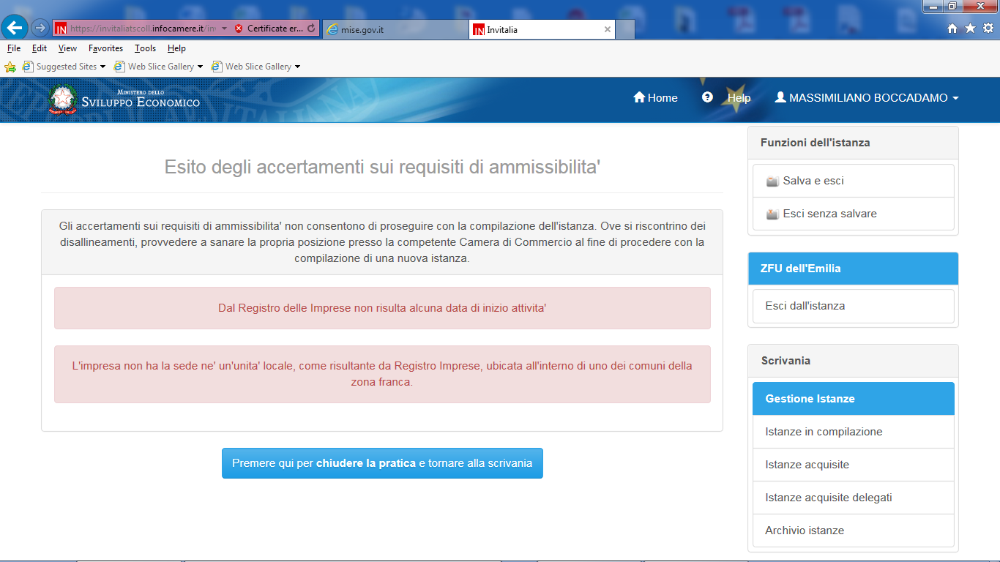 https://invitaliatscoll.infocamere.it/in
Certificate er...
mise.gov.it
Invitalia
File Edit View Favorites Tools Help
Suggested Sites
Web Slice Gallery
Web Slice Gallery
Ministero dello
Sviluppo Economico
Home
Help
MASSIMILIANO BOCCADAMO
Esito degli accertamenti sui requisiti di ammissibilita'
Gli accertamenti sui requisiti di ammissibilita' non consentono di proseguire con la compilazione dell'istanza. Ove si riscontrino dei
disallineamenti, provvedere a sanare la propria posizione presso la competente Camera di Commercio al fine di procedere con la
compilazione di una nuova istanza.
Dal Registro delle Imprese non risulta alcuna data di inizio attivita'
L'impresa non ha la sede ne' un'unita' locale, come risultante da Registro Imprese, ubicata all'interno di uno dei comuni della
zona franca.
Premere qui per chiudere la pratica e tornare alla scrivania
Funzioni dell'istanza
Salva e esci
Esci senza salvare
ZFU dell'Emilia
Esci dall'istanza
Scrivania
Gestione Istanze
Istanze in compilazione
Istanze acquisite
Istanze acquisite delegati
Archivio istanze